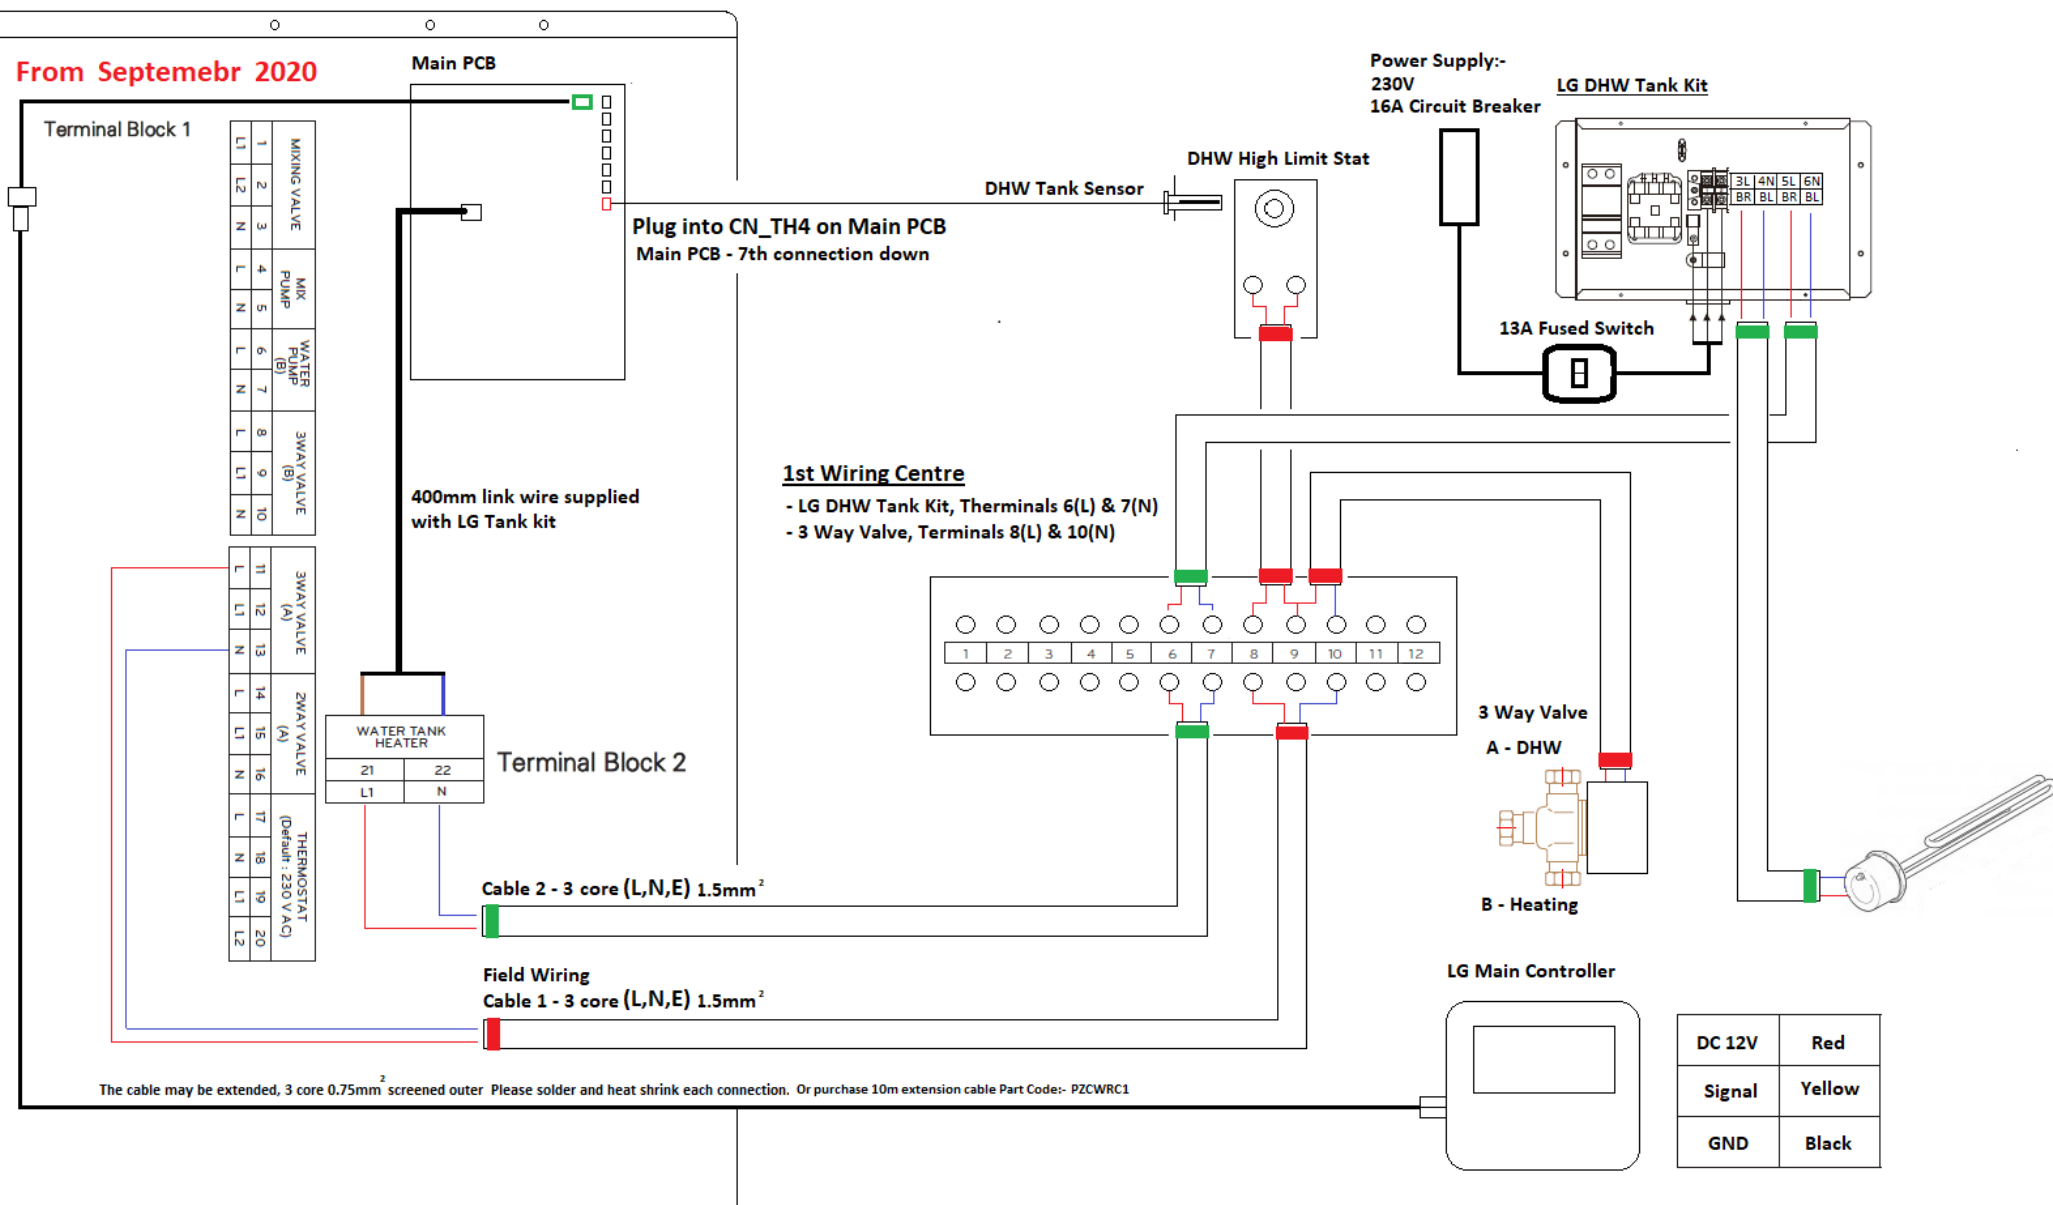 From Septemebr 2020
Main PCB
Terminal Block 1
L1 1 MIXING VALVE
L2 2
N 3
L 4 MIX PUMP
N 5
L 6 WATER PUMP (B)
N 7
L 8 3WAY VALVE (B)
L1 9
N 10
L 11 3WAY VALVE (A)
L1 12
N 13
L 14 2WAY VALVE (A)
L1 15
N 16
L 17 THERMOSTAT (Default : 230 V AC)
N 18
L1 19
L2 20
DHW Tank Sensor
Plug into CN_TH4 on Main PCB
Main PCB - 7th connection down
DHW High Limit Stat
Power Supply:-
230V
16A Circuit Breaker
LG DHW Tank Kit
3L 4N 5L 6N
BR BL BR BL
13A Fused Switch
400mm link wire supplied
with LG Tank kit
1st Wiring Centre
- LG DHW Tank Kit, Therminals 6(L) & 7(N)
- 3 Way Valve, Terminals 8(L) & 10(N)
1 2 3 4 5 6 7 8 9 10 11 12
WATER TANK
HEATER
21 22
L1 N
Terminal Block 2
3 Way Valve
A - DHW
B - Heating
Cable 2 - 3 core (L,N,E) 1.5mm²
Field Wiring
Cable 1 - 3 core (L,N,E) 1.5mm²
The cable may be extended, 3 core 0.75mm² screened outer Please solder and heat shrink each connection. Or purchase 10m extension cable Part Code:- PZCWRC1
LG Main Controller
DC 12V Red
Signal Yellow
GND Black